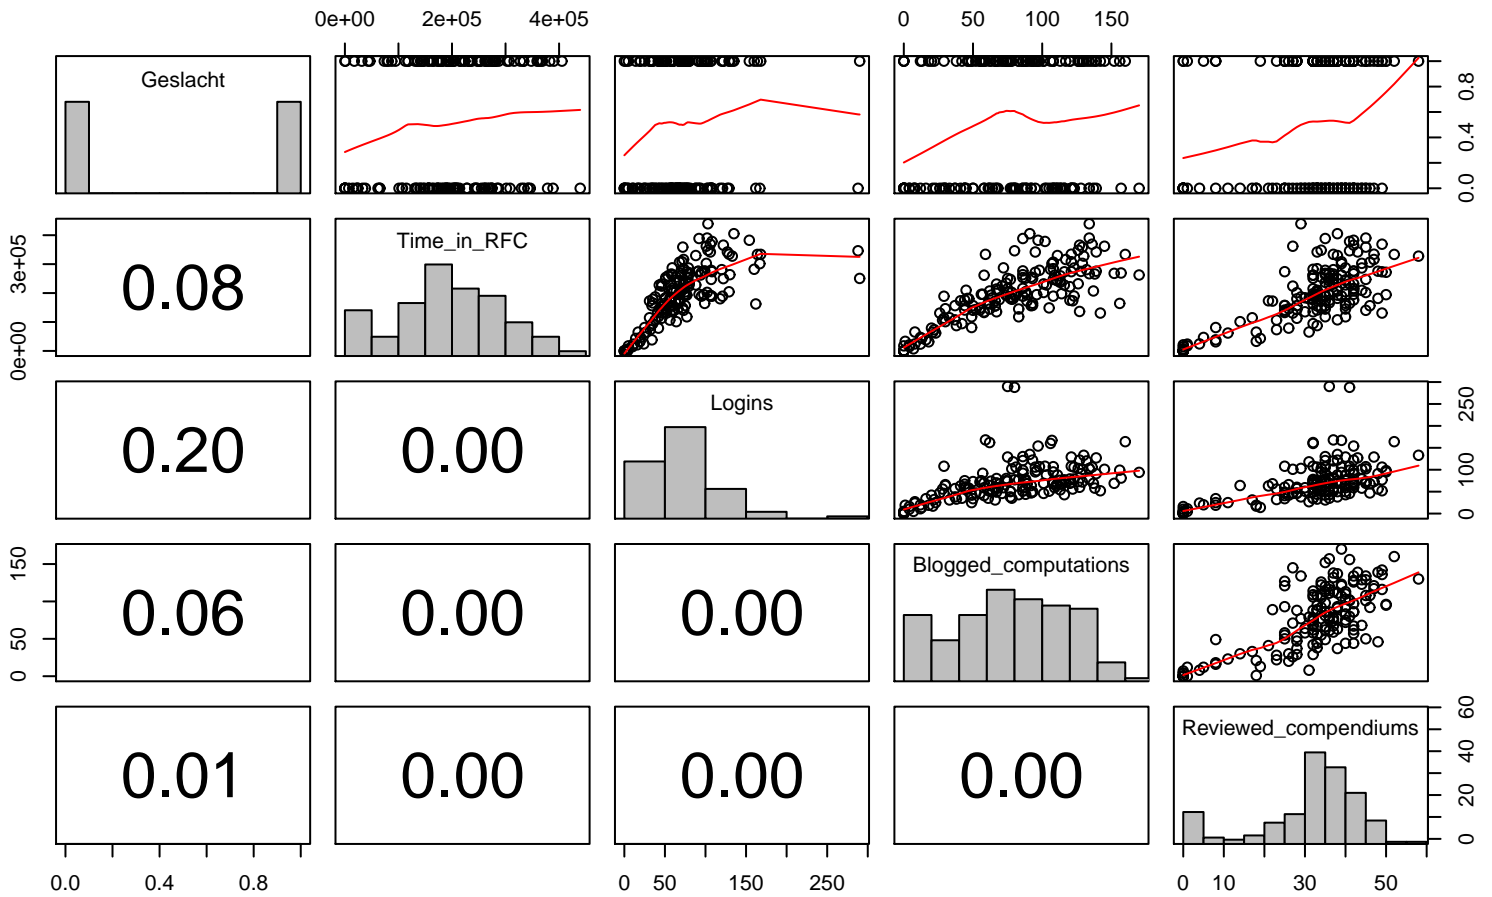 0e+00 2e+05 4e+05 0 50 100 150
Geslacht
0.0 0.4 0.8
0.08
Time_in_RFC
0e+00 3e+05
0.20 0.00
Logins
0 100 250
0.06 0.00 0.00
Blogged_computations
0 50 150
0.01 0.00 0.00 0.00
Reviewed_compendiums
0 20 40 60
0.0 0.4 0.8 0 50 150 250 0 10 30 50